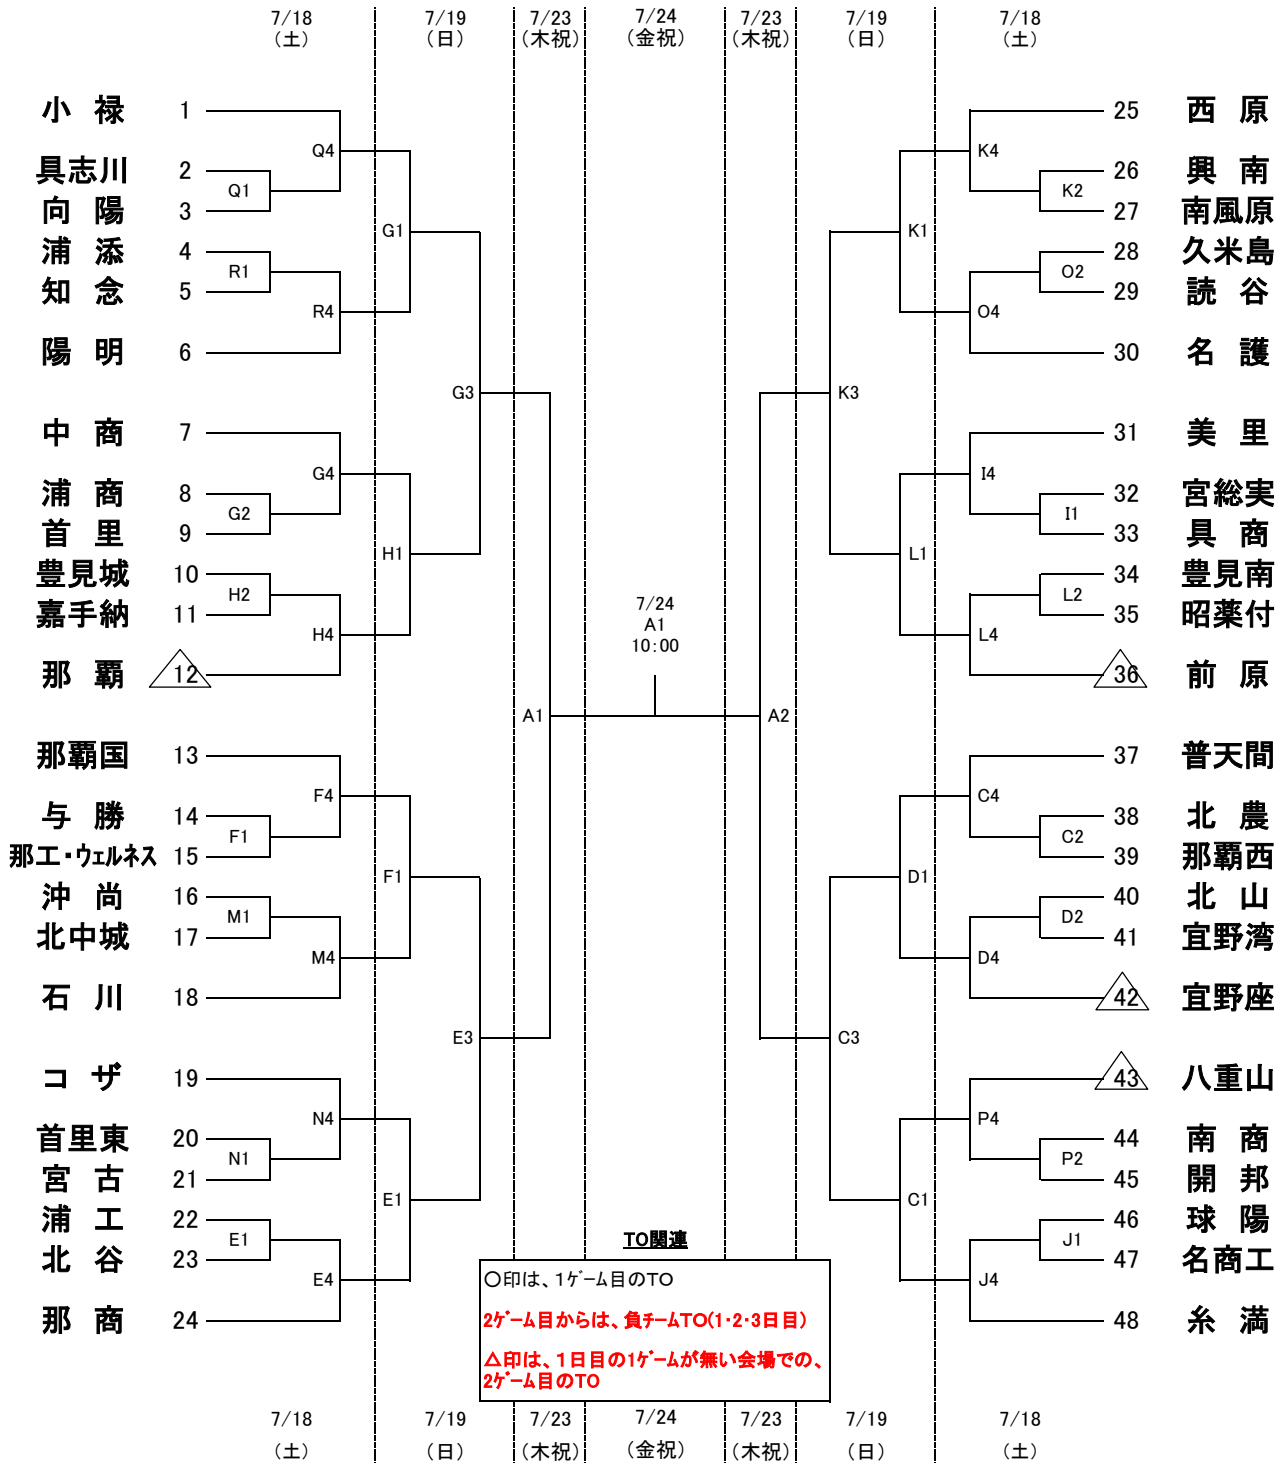 7/18 7/19 7/23 7/24 7/23 7/19 7/18
(土) (日) (木祝) (金祝) (木祝) (日) (土)
小 禄 1 25 西 原
Q4 K4
具志川 2 26 興 南
Q1 K2
向 陽 3 27 南風原
G1 K1
浦 添 4 28 久米島
R1 O2
知 念 5 29 読 谷
R4 O4
陽 明 6 30 名 護
G3 K3
中 商 7 31 美 里
G4 I4
浦 商 8 32 宮総実
G2 I1
首 里 9 33 具 商
H1 L1
豊見城 10 34 豊見南
H2 L2
嘉手納 11 35 昭薬付
H4 L4
7/24
A1
10:00
那 覇 12 36 前 原
A1 A2
那覇国 13 37 普天間
F4 C4
与 勝 14 38 北 農
F1 C2
那工・ウェルネス 15 39 那覇西
F1 D1
沖 尚 16 40 北 山
M1 D2
北中城 17 41 宜野湾
M4 D4
石 川 18 42 宜野座
E3 C3
コ ザ 19 43 八重山
N4 P4
首里東 20 44 南 商
N1 P2
宮 古 21 45 開 邦
E1 C1
浦 工 22 46 球 陽
E1 J1
北 谷 23 47 名商工
E4 J4
那 商 24 48 糸 満
TO関連
○印は、1ゲーム目のTO
2ゲーム目からは、負チームTO(1・2・3日目)
△印は、1日目の1ゲームが無い会場での、
2ゲーム目のTO
7/18 7/19 7/23 7/24 7/23 7/19 7/18
(土) (日) (木祝) (金祝) (木祝) (日) (土)